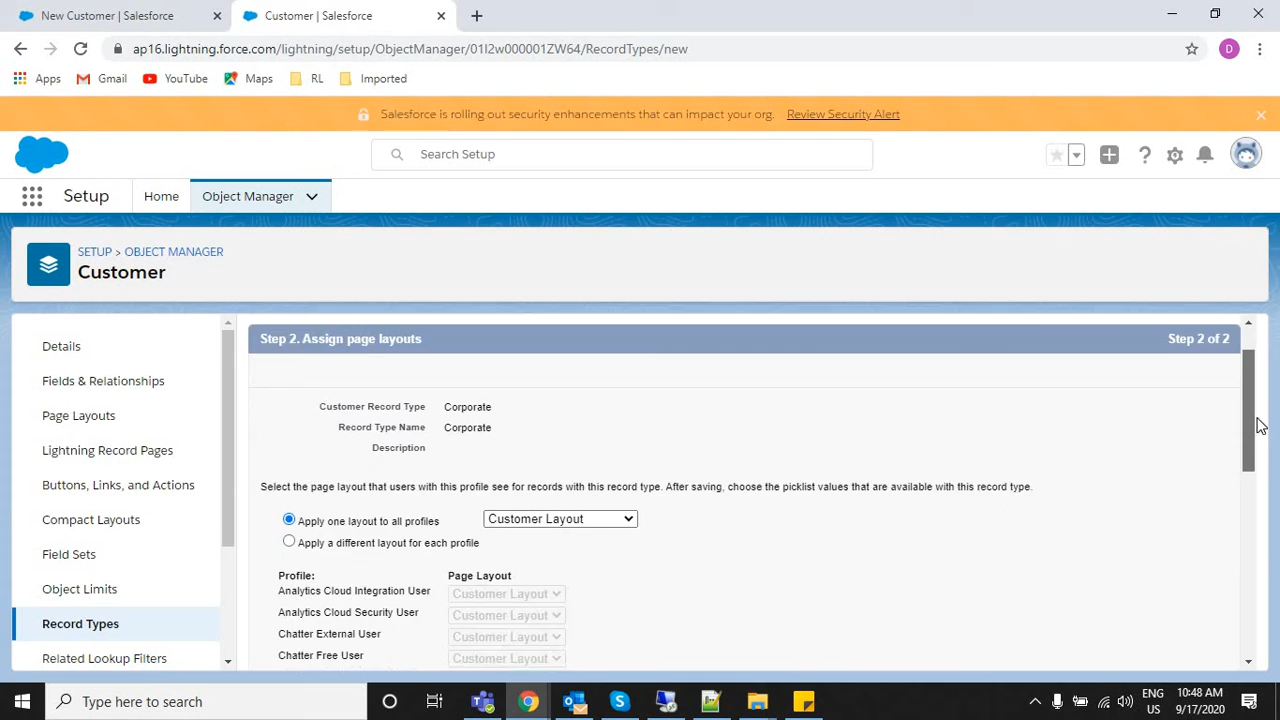 New Customer | Salesforce
Customer | Salesforce
ap16.lightning.force.com/lightning/setup/ObjectManager/01I2w000001ZW64/RecordTypes/new
D
Apps
Gmail
YouTube
Maps
RL
Imported
Salesforce is rolling out security enhancements that can impact your org. Review Security Alert
Search Setup
Setup
Home
Object Manager
SETUP > OBJECT MANAGER
Customer
Details
Fields & Relationships
Page Layouts
Lightning Record Pages
Buttons, Links, and Actions
Compact Layouts
Field Sets
Object Limits
Record Types
Related Lookup Filters
Step 2. Assign page layouts Step 2 of 2
Customer Record Type Corporate
Record Type Name Corporate
Description
Select the page layout that users with this profile see for records with this record type. After saving, choose the picklist values that are available with this record type.
Apply one layout to all profiles Customer Layout
Apply a different layout for each profile
Profile: Page Layout
Analytics Cloud Integration User Customer Layout
Analytics Cloud Security User Customer Layout
Chatter External User Customer Layout
Chatter Free User Customer Layout
Type here to search
ENG
US
10:48 AM
9/17/2020